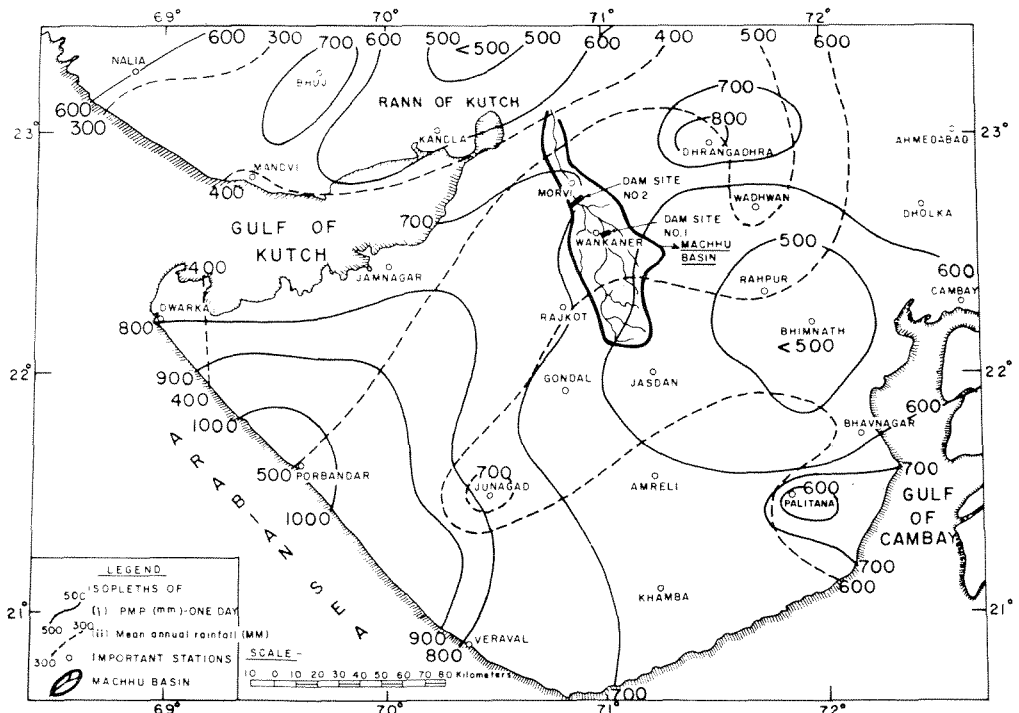 69° 70° 71° 72°
600 300 700 600 500 <500 500 600 400 500 600
NALIA
BHUJ
700
RANN OF KUTCH
800
600
300
23° 23°
KANDLA
DHRANGADHRA
AHMEDABAD
MANDVI
400
MORVI
DAM SITE
NO.2
WADHWAN
DHOLKA
700
GULF OF
KUTCH
DAM SITE
NO.1
WANKANER
MACHHU
BASIN
500
400
JAMNAGAR
RAHPUR
600
CAMBAY
DWARKA
800
RAJKOT
BHIMNATH
<500
22° 22°
900
GONDAL
JASDAN
400
1000
600
BHAVNAGAR
ARABIAN SEA
500
PORBANDAR
700
JUNAGAD
AMRELI
700
600
PALITANA
GULF
OF
CAMBAY
1000
700
600
KHAMBA
21° 21°
900
800
VERAVAL
700
LEGEND
500 ISOPLETHS OF
(i) PMP (mm)-ONE DAY
500 300
(ii) Mean annual rainfall (MM)
300
IMPORTANT STATIONS
MACHHU BASIN
SCALE-
10 0 10 20 30 40 50 60 70 80 Kilometers
69° 70° 71° 72°